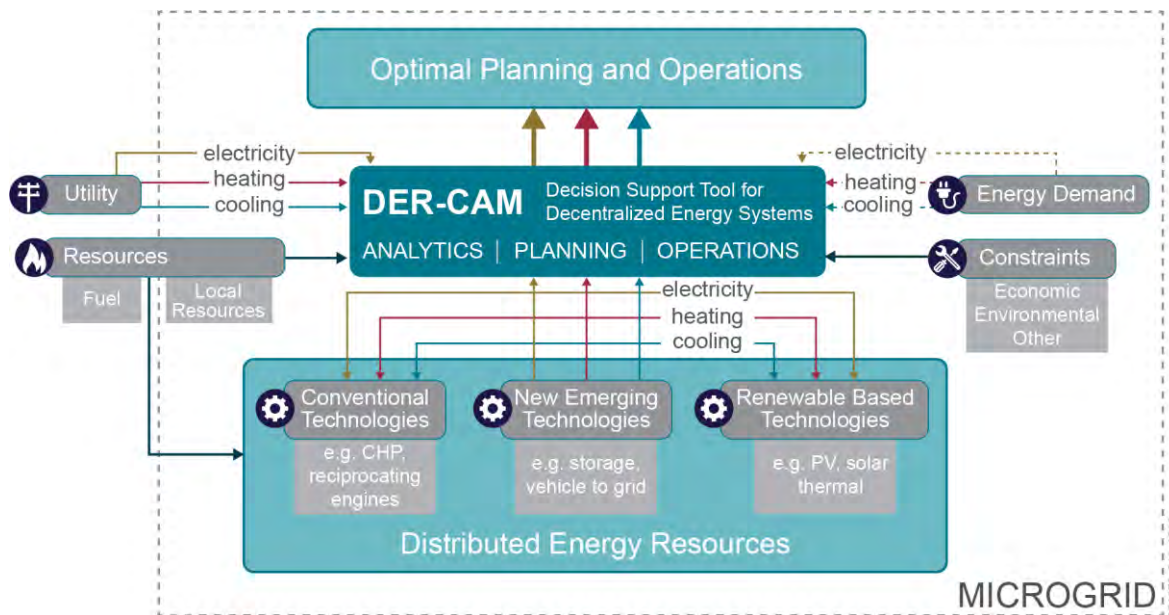 Optimal Planning and Operations
electricity
heating
cooling
Utility
DER-CAM
Decision Support Tool for
Decentralized Energy Systems
ANALYTICS | PLANNING | OPERATIONS
electricity
heating
cooling
Energy Demand
Resources
Fuel
Local
Resources
Constraints
Economic
Environmental
Other
electricity
heating
cooling
Conventional
Technologies
e.g. CHP,
reciprocating
engines
New Emerging
Technologies
e.g. storage,
vehicle to grid
Renewable Based
Technologies
e.g. PV, solar
thermal
Distributed Energy Resources
MICROGRID